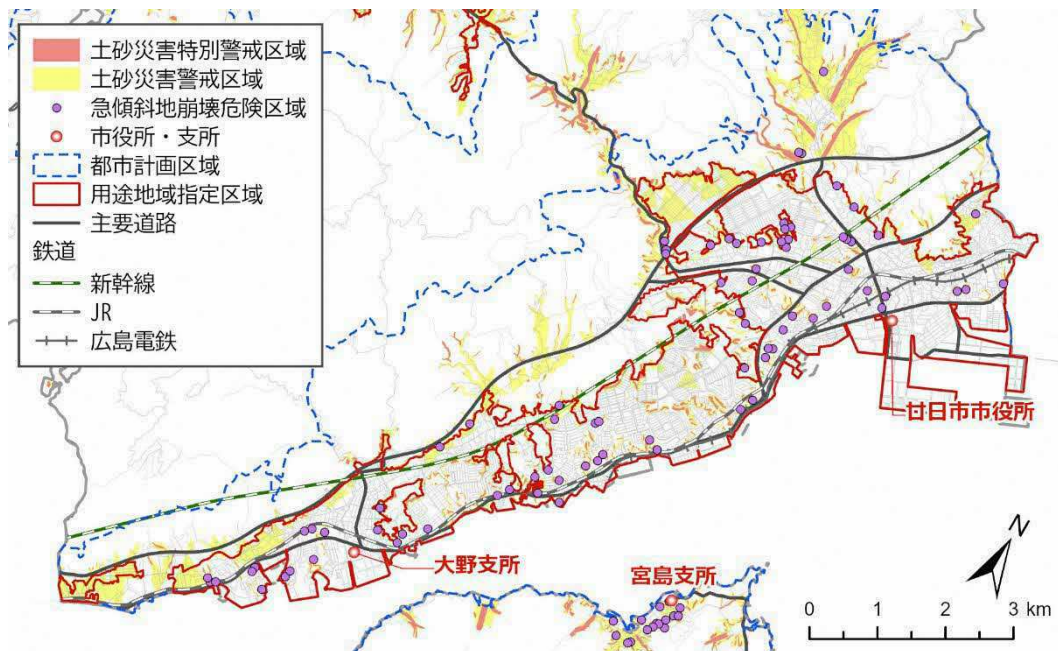 土砂災害特別警戒区域
土砂災害警戒区域
急傾斜地崩壊危険区域
市役所・支所
都市計画区域
用途地域指定区域
主要道路
鉄道
新幹線
JR
広島電鉄
廿日市市役所
大野支所
宮島支所
N
0 1 2 3 km